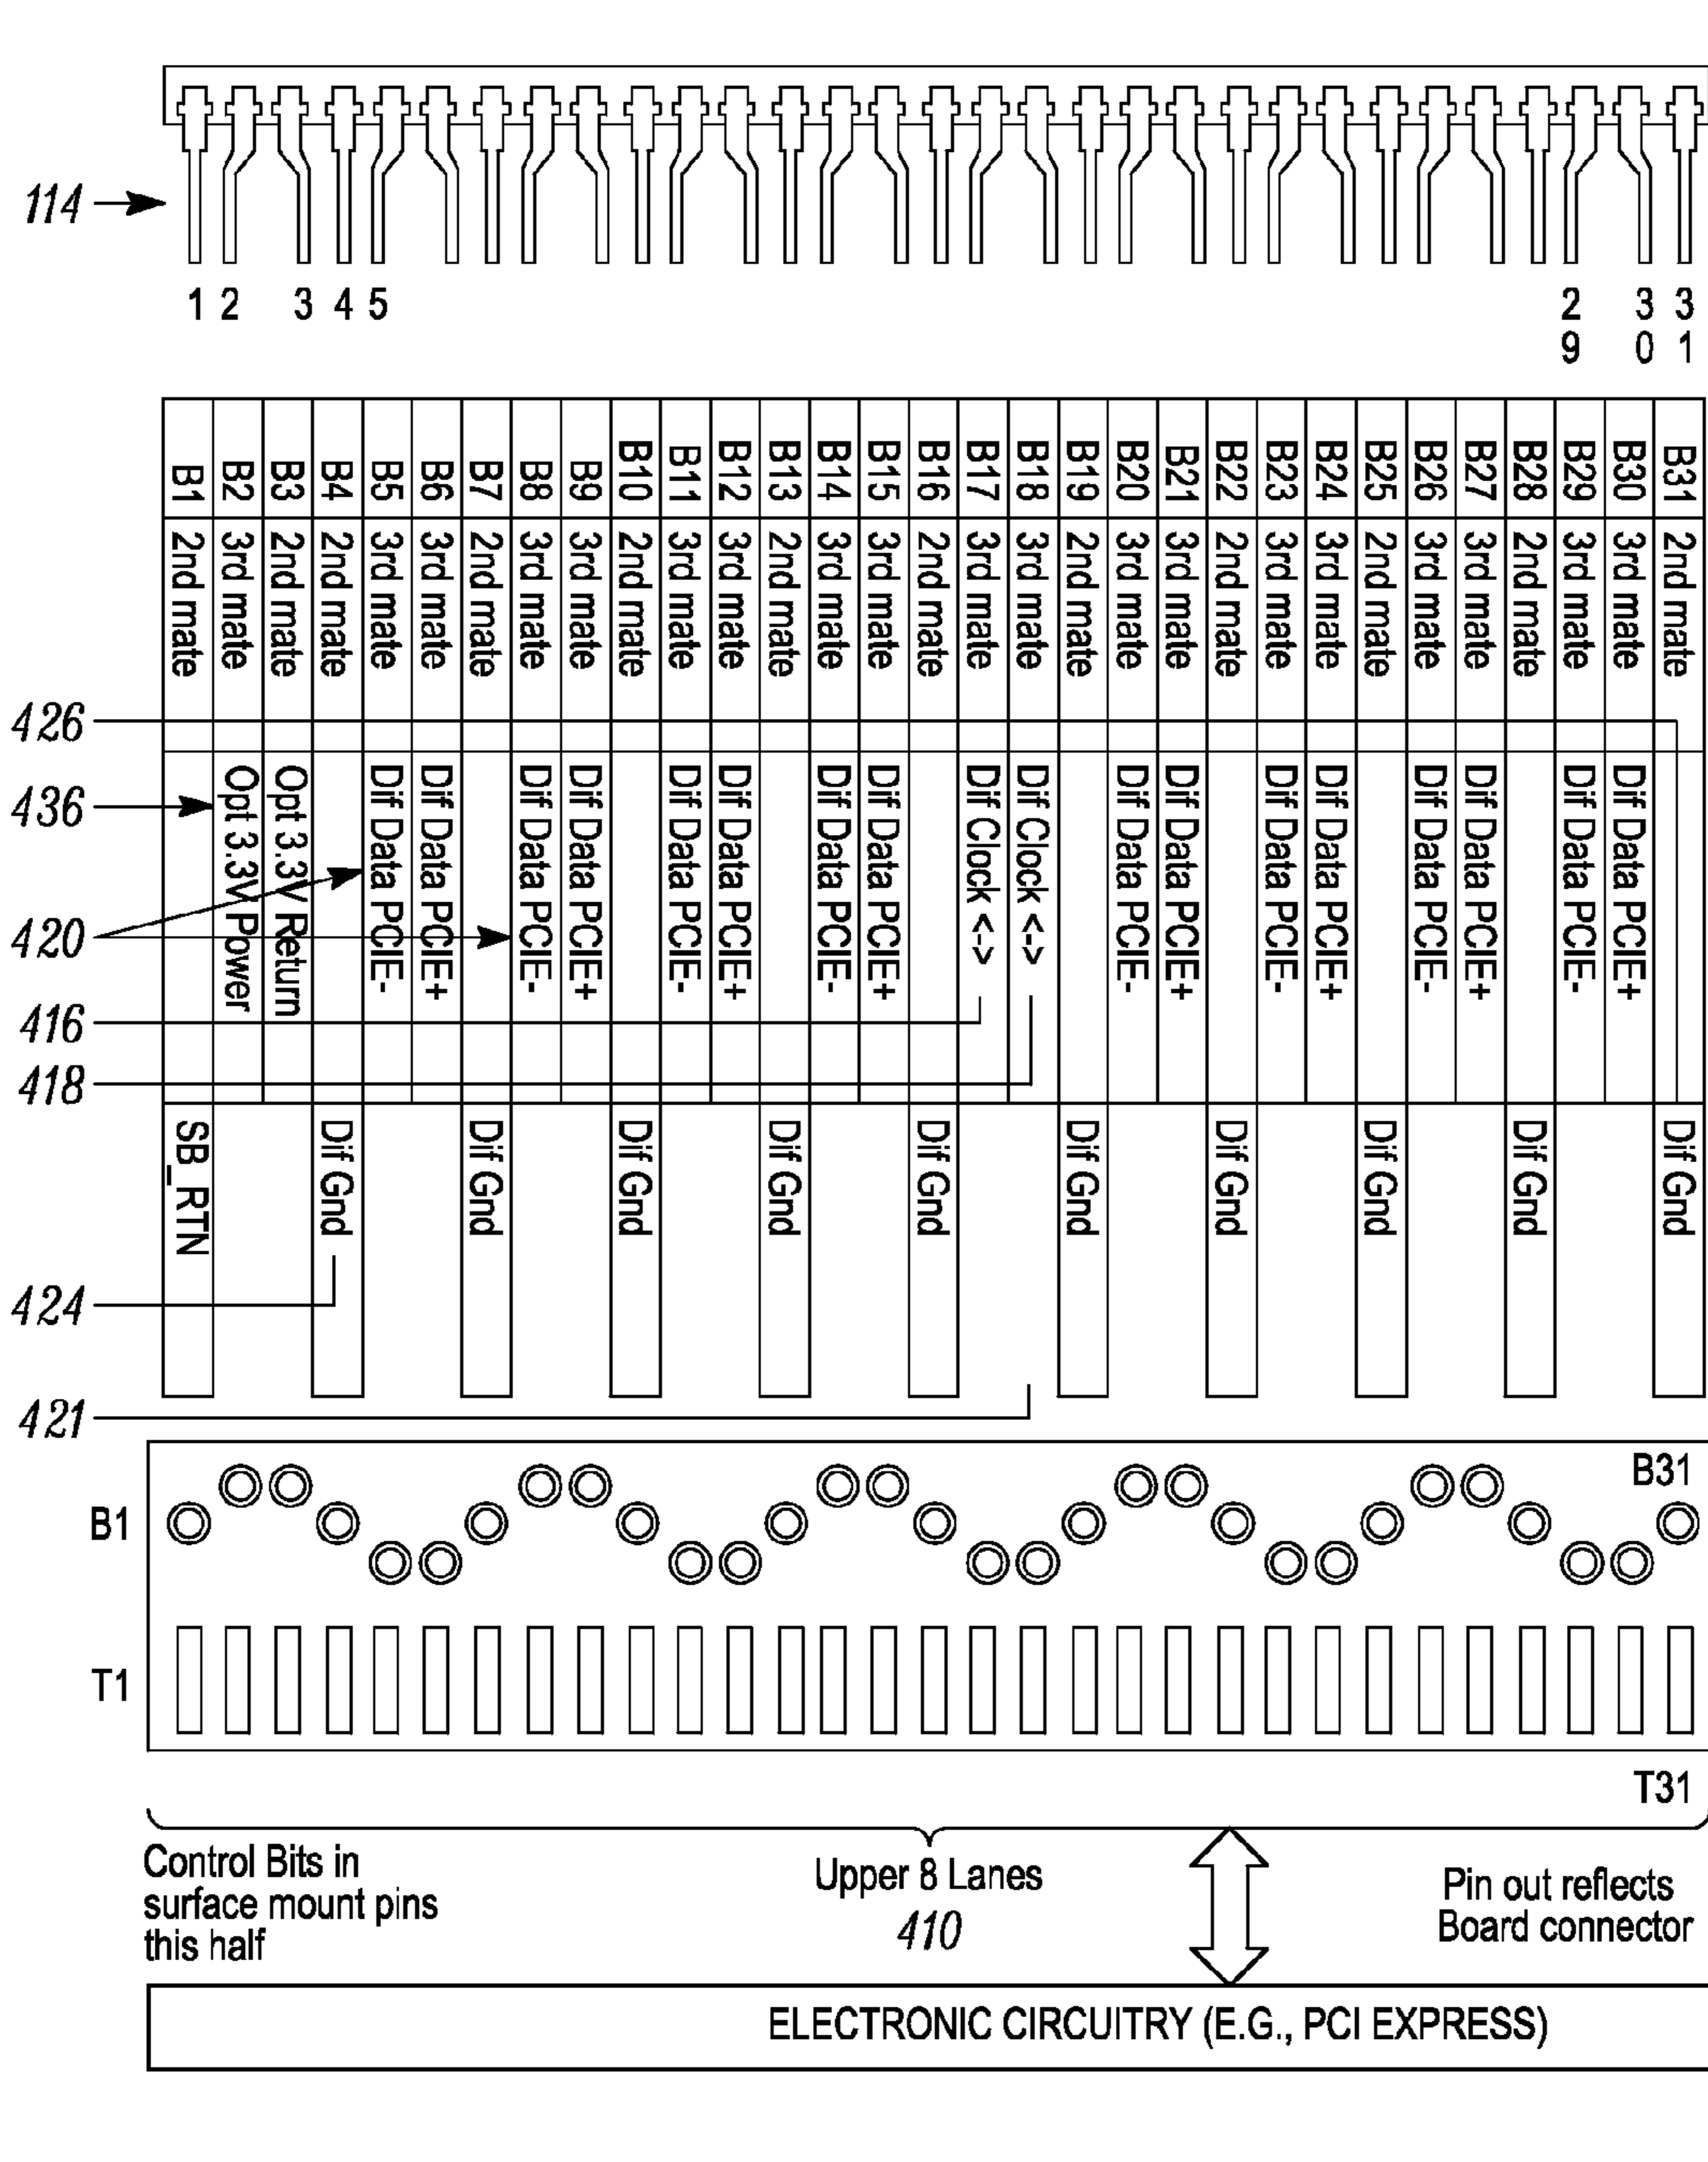 114
1 2 3 4 5 29 30 31
B1 B2 B3 B4 B5 B6 B7 B8 B9 B10 B11 B12 B13 B14 B15 B16 B17 B18 B19 B20 B21 B22 B23 B24 B25 B26 B27 B28 B29 B30 B31
2nd mate 3rd mate 2nd mate 2nd mate 3rd mate 3rd mate 2nd mate 3rd mate 3rd mate 2nd mate 3rd mate 3rd mate 2nd mate 3rd mate 3rd mate 2nd mate 3rd mate 3rd mate 2nd mate 3rd mate 3rd mate 2nd mate 3rd mate 3rd mate 2nd mate 3rd mate 3rd mate 2nd mate 3rd mate 3rd mate 2nd mate
426
436
Opt 3.3V Power
Opt 3.3V Return
Dif Data PCIE-
Dif Data PCIE+
Dif Data PCIE-
Dif Data PCIE+
Dif Data PCIE-
Dif Data PCIE+
Dif Data PCIE-
Dif Data PCIE+
Dif Clock <->
Dif Clock <->
Dif Data PCIE-
Dif Data PCIE+
Dif Data PCIE-
Dif Data PCIE+
Dif Data PCIE-
Dif Data PCIE+
Dif Data PCIE-
Dif Data PCIE+
420
416
418
SB_RTN
Dif Gnd
Dif Gnd
Dif Gnd
Dif Gnd
Dif Gnd
Dif Gnd
Dif Gnd
Dif Gnd
Dif Gnd
Dif Gnd
424
421
B31
B1
T1
T31
Control Bits in
surface mount pins
this half
Upper 8 Lanes
410
Pin out reflects
Board connector
ELECTRONIC CIRCUITRY (E.G., PCI EXPRESS)